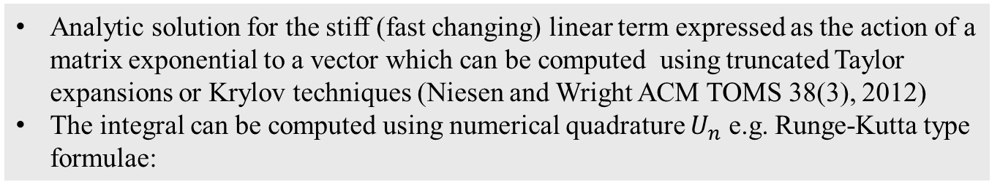 • Analytic solution for the stiff (fast changing) linear term expressed as the action of a
matrix exponential to a vector which can be computed using truncated Taylor
expansions or Krylov techniques (Niesen and Wright ACM TOMS 38(3), 2012)
• The integral can be computed using numerical quadrature Uₙ e.g. Runge-Kutta type
formulae: